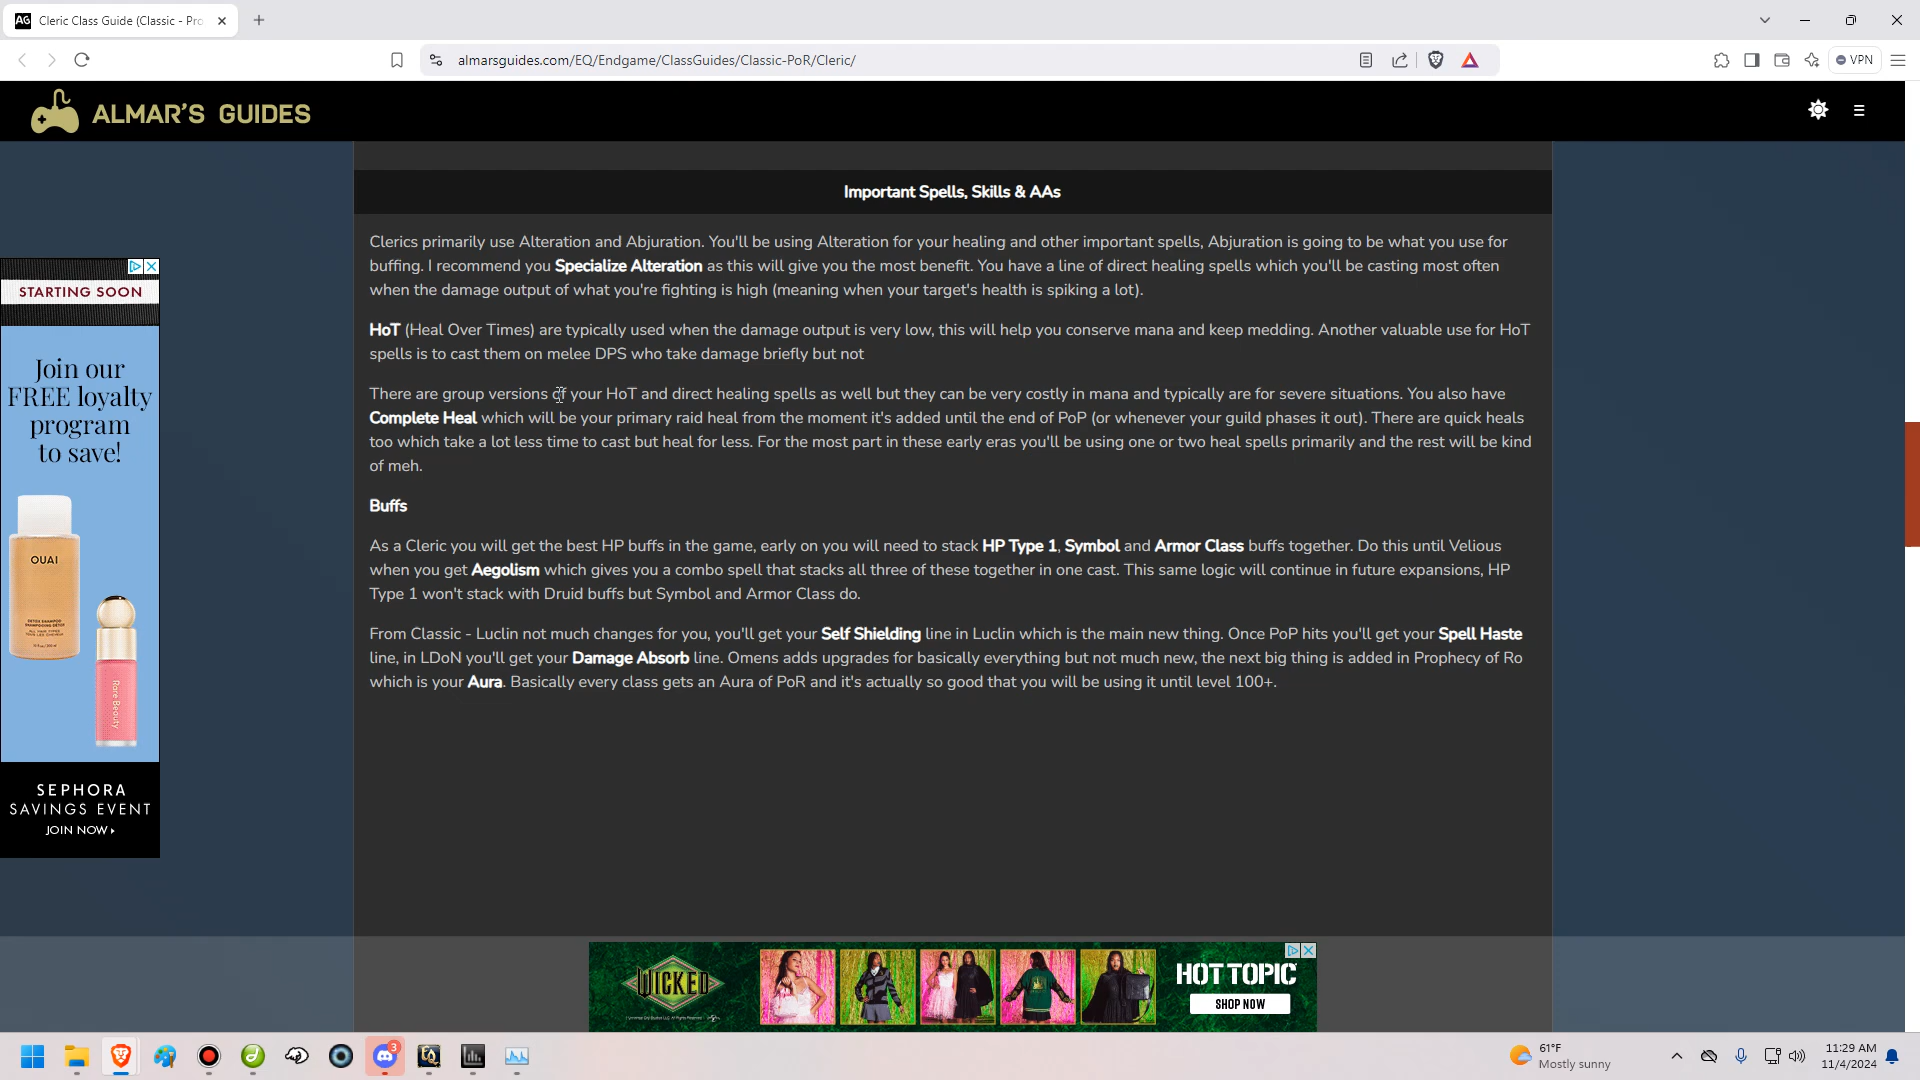 AG Cleric Class Guide (Classic - Pro
almarsguides.com/EQ/Endgame/ClassGuides/Classic-PoR/Cleric/
VPN
ALMAR'S GUIDES
Important Spells, Skills & AAs
Clerics primarily use Alteration and Abjuration. You'll be using Alteration for your healing and other important spells, Abjuration is going to be what you use for
buffing. I recommend you Specialize Alteration as this will give you the most benefit. You have a line of direct healing spells which you'll be casting most often
when the damage output of what you're fighting is high (meaning when your target's health is spiking a lot).
HoT (Heal Over Times) are typically used when the damage output is very low, this will help you conserve mana and keep medding. Another valuable use for HoT
spells is to cast them on melee DPS who take damage briefly but not
There are group versions of your HoT and direct healing spells as well but they can be very costly in mana and typically are for severe situations. You also have
Complete Heal which will be your primary raid heal from the moment it's added until the end of PoP (or whenever your guild phases it out). There are quick heals
too which take a lot less time to cast but heal for less. For the most part in these early eras you'll be using one or two heal spells primarily and the rest will be kind
of meh.
Buffs
As a Cleric you will get the best HP buffs in the game, early on you will need to stack HP Type 1, Symbol and Armor Class buffs together. Do this until Velious
when you get Aegolism which gives you a combo spell that stacks all three of these together in one cast. This same logic will continue in future expansions, HP
Type 1 won't stack with Druid buffs but Symbol and Armor Class do.
From Classic - Luclin not much changes for you, you'll get your Self Shielding line in Luclin which is the main new thing. Once PoP hits you'll get your Spell Haste
line, in LDoN you'll get your Damage Absorb line. Omens adds upgrades for basically everything but not much new, the next big thing is added in Prophecy of Ro
which is your Aura. Basically every class gets an Aura of PoR and it's actually so good that you will be using it until level 100+.
STARTING SOON
Join our
FREE loyalty
program
to save!
OUAI
DETOX SHAMPOO
Rare Beauty
SEPHORA
SAVINGS EVENT
JOIN NOW
WICKED
HOT TOPIC
SHOP NOW
3
EQ
61°F
Mostly sunny
11:29 AM
11/4/2024